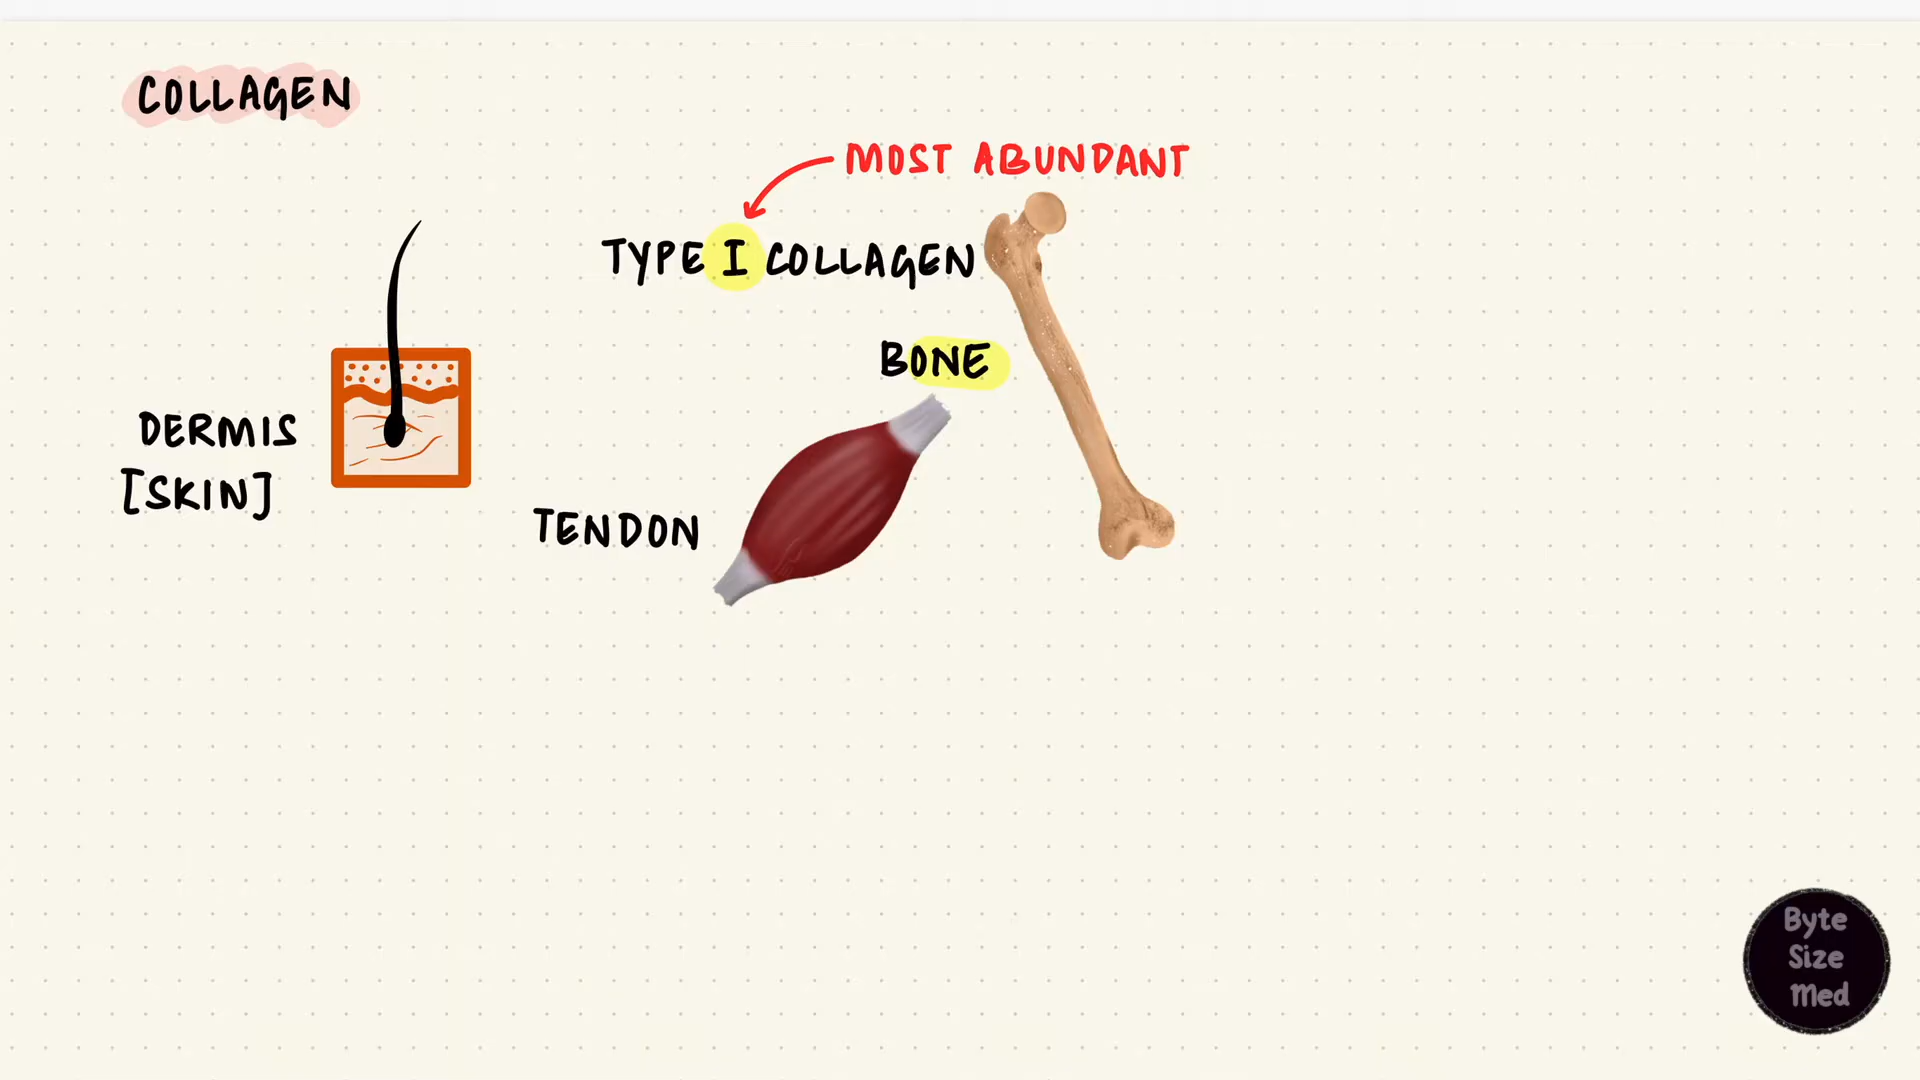 COLLAGEN
MOST ABUNDANT
TYPE I COLLAGEN
BONE
DERMIS
[SKIN]
TENDON
Byte
Size
Med